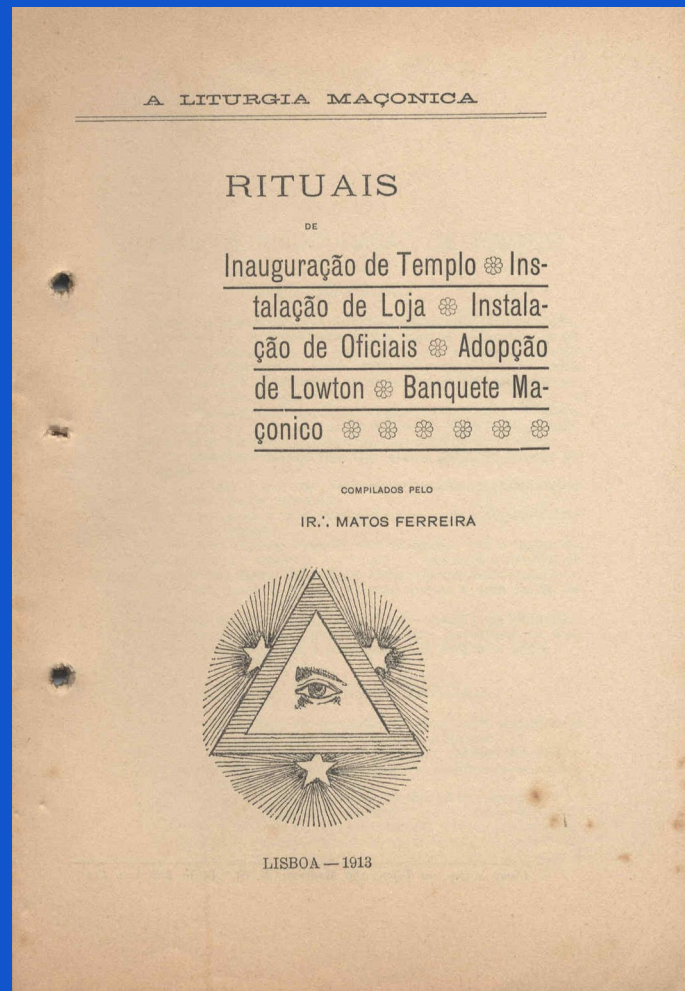 A LITURGIA MAÇONICA
RITUAIS
DE
Inauguração de Templo Ins-
talação de Loja Instala-
ção de Oficiais Adopção
de Lowton Banquete Ma-
çonico
COMPILADOS PELO
IR.'. MATOS FERREIRA
LISBOA — 1913